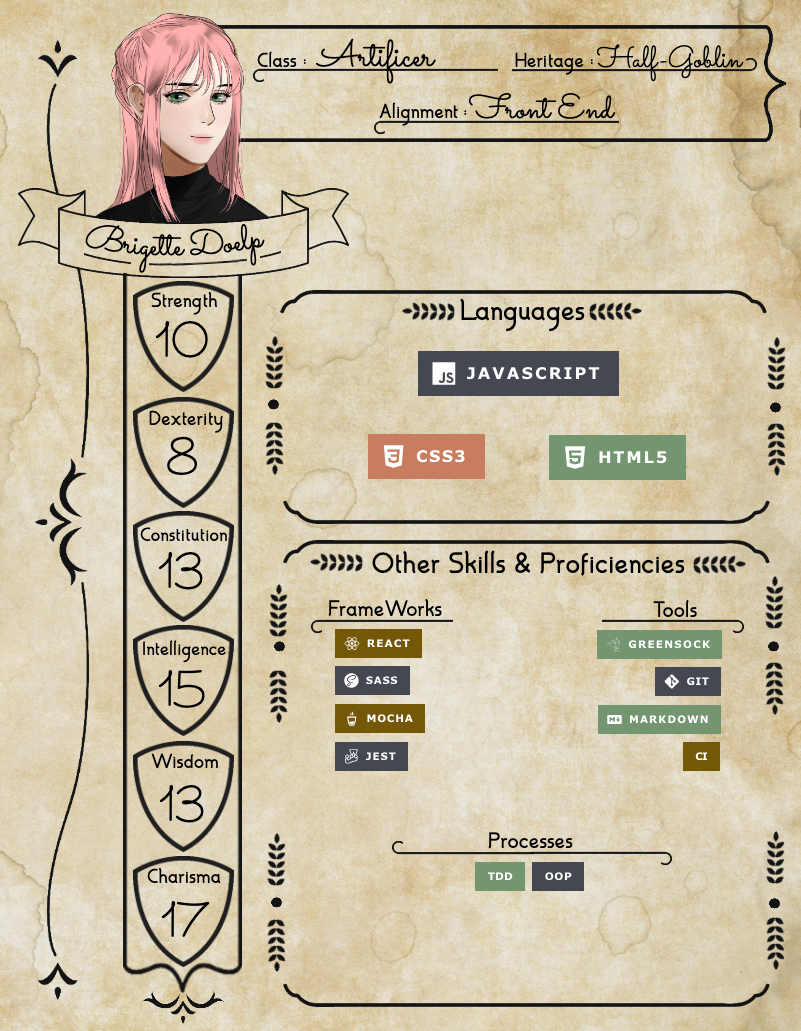 Class : Artificer
Heritage : Half-Goblin
Alignment : Front End
Brigette Doelp
Strength
10
Dexterity
8
Constitution
13
Intelligence
15
Wisdom
13
Charisma
17
Languages
JS JAVASCRIPT
3 CSS3
5 HTML5
Other Skills & Proficiencies
FrameWorks
REACT
SASS
MOCHA
JEST
Tools
GREENSOCK
GIT
M MARKDOWN
CI
Processes
TDD OOP